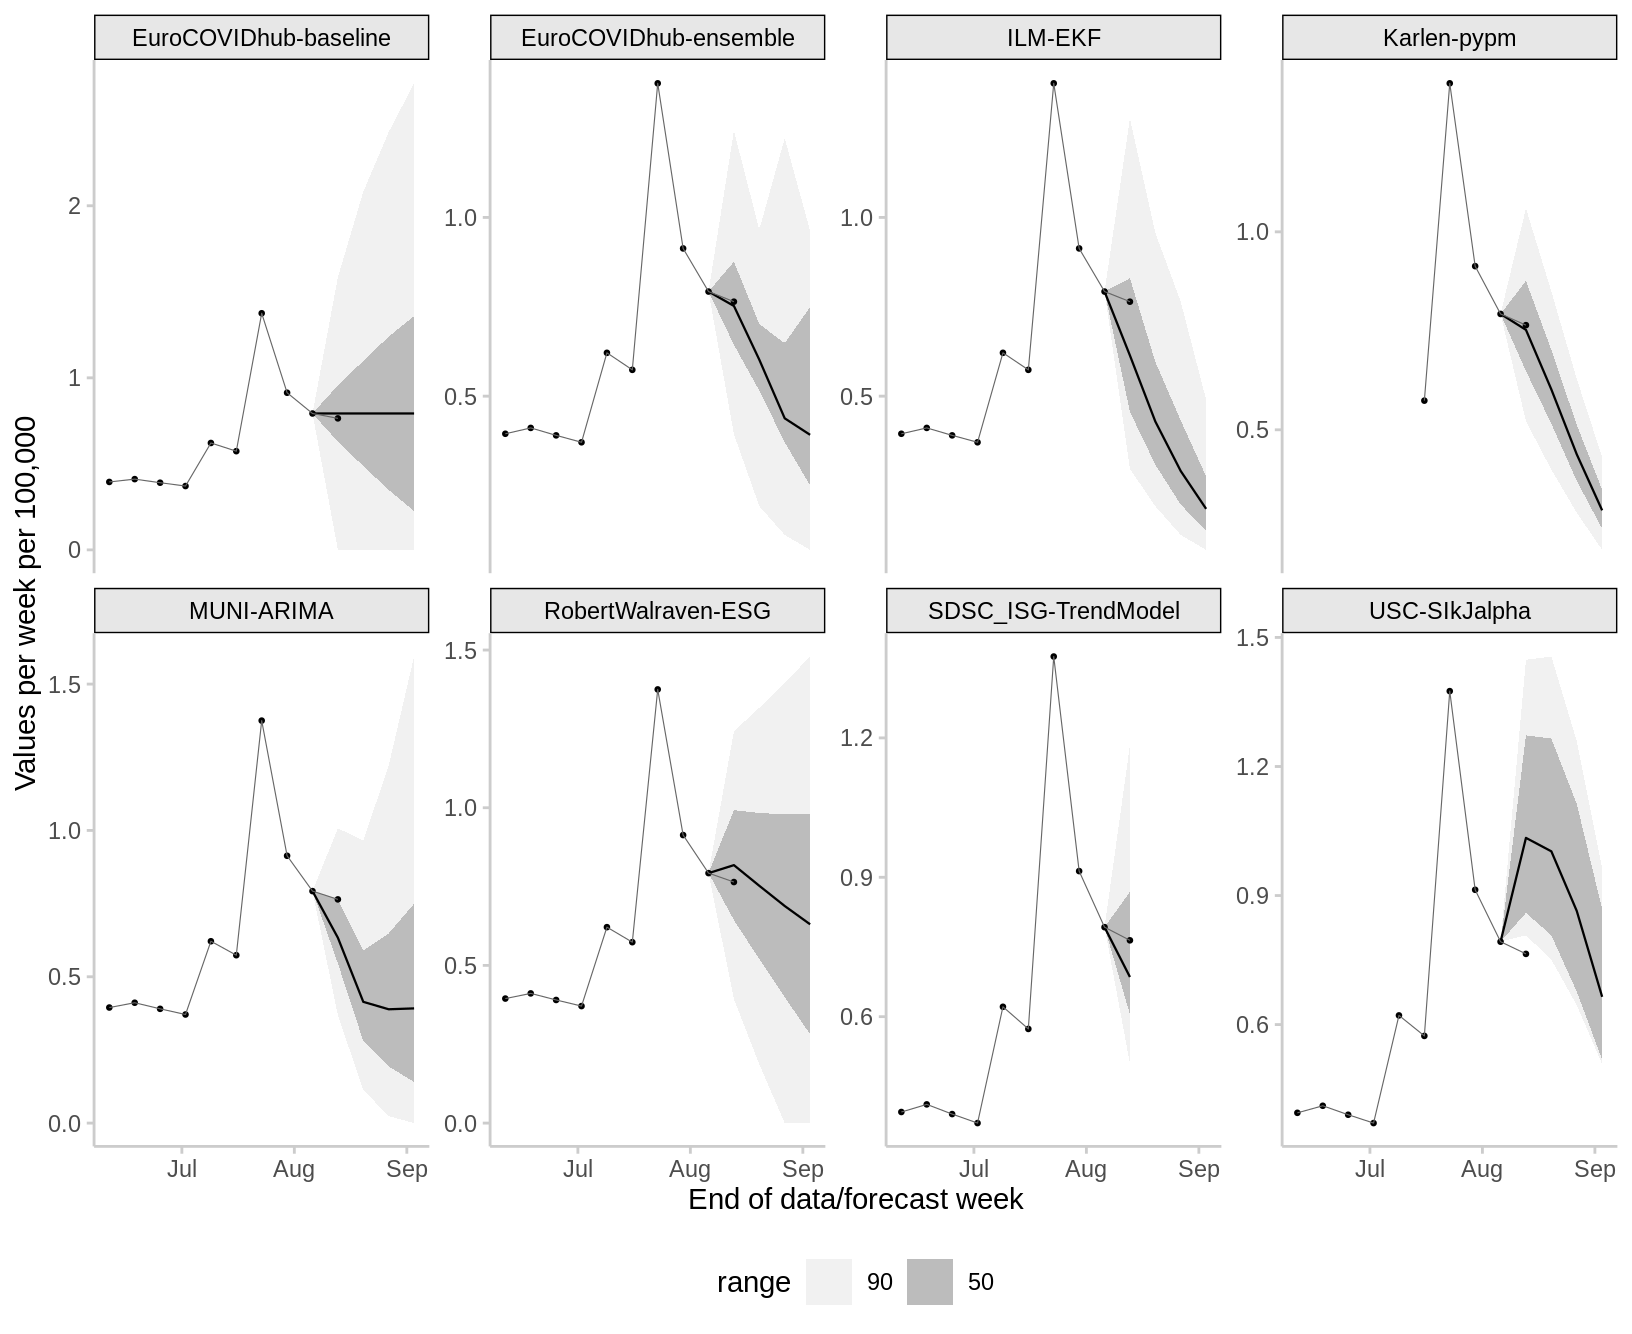 EuroCOVIDhub-baseline
EuroCOVIDhub-ensemble
ILM-EKF
Karlen-pypm
2
1
0
1.0
0.5
1.0
0.5
1.0
0.5
Values per week per 100,000
MUNI-ARIMA
RobertWalraven-ESG
SDSC_ISG-TrendModel
USC-SIkJalpha
1.5
1.0
0.5
0.0
1.5
1.0
0.5
0.0
1.2
0.9
0.6
1.5
1.2
0.9
0.6
Jul Aug Sep
Jul Aug Sep
Jul Aug Sep
Jul Aug Sep
End of data/forecast week
range 90 50